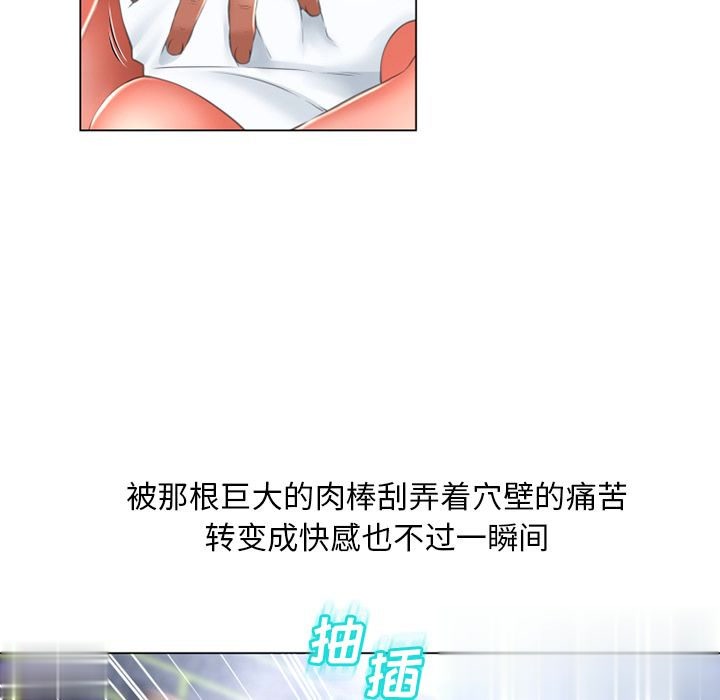 被那根巨大的肉棒刮弄着穴壁的痛苦
转变成快感也不过一瞬间
抽插